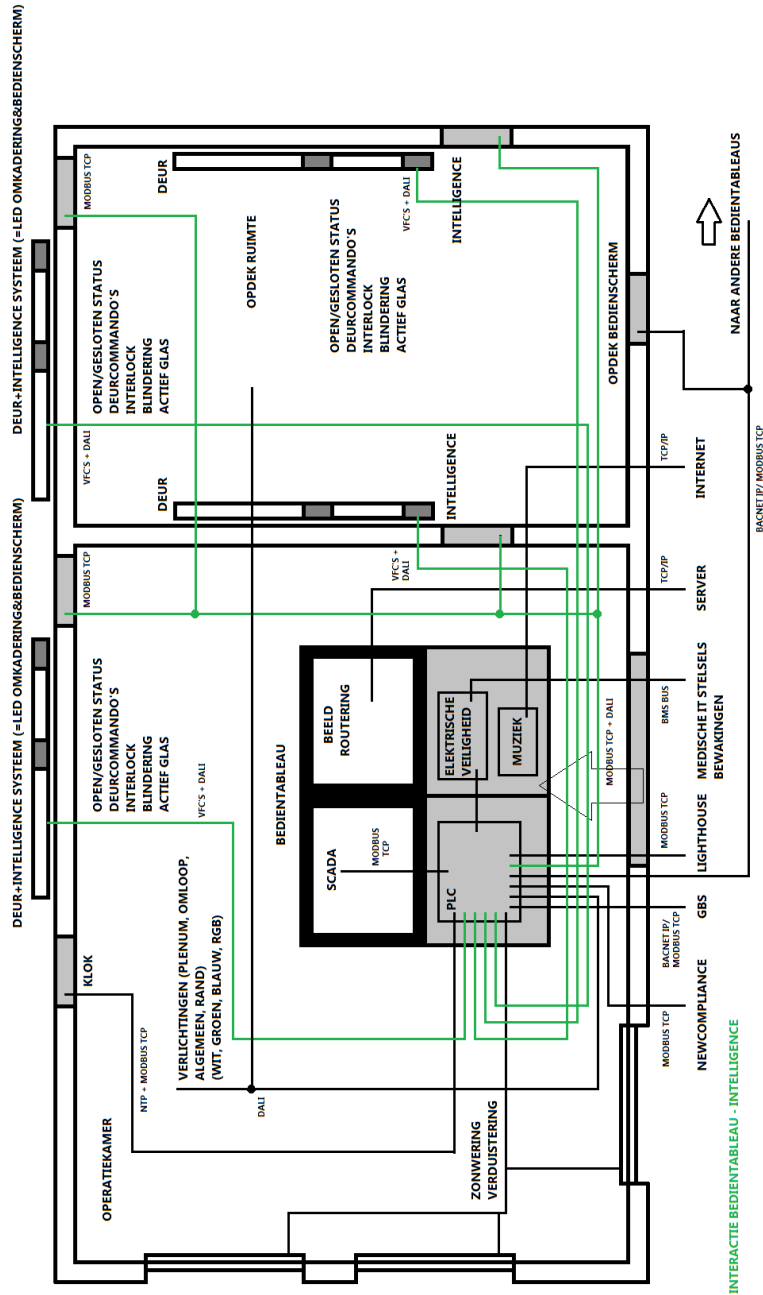 DEUR+INTELLIGENCE SYSTEEM (=LED OMKADERING&BEDIENSCHERM)
DEUR+INTELLIGENCE SYSTEEM (=LED OMKADERING&BEDIENSCHERM)
KLOK
MODBUS TCP
VFC'S + DALI
MODBUS TCP
OPERATIEKAMER
NTP + MODBUS TCP
OPEN/GESLOTEN STATUS
DEURCOMMANDO'S
INTERLOCK
BLINDERING
ACTIEF GLAS
OPEN/GESLOTEN STATUS
DEURCOMMANDO'S
INTERLOCK
BLINDERING
ACTIEF GLAS
DEUR
DEUR
VERLICHTINGEN (PLENUM, OMLOOP,
ALGEMEEN, RAND)
(WIT, GROEN, BLAUW, RGB)
VFC'S + DALI
DALI
OPDEK RUIMTE
BEDIENTABLEAU
OPEN/GESLOTEN STATUS
DEURCOMMANDO'S
INTERLOCK
BLINDERING
ACTIEF GLAS
SCADA
MODBUS
TCP
BEELD
ROUTERING
VFC'S +
DALI
VFC'S + DALI
INTELLIGENCE
INTELLIGENCE
PLC
ELEKTRISCHE
VEILIGHEID
MUZIEK
ZONWERING
VERDUISTERING
MODBUS TCP + DALI
OPDEK BEDIENSCHERM
MODBUS TCP
BACNET IP/
MODBUS TCP
MODBUS TCP
BMS BUS
TCP/IP
TCP/IP
NEWCOMPLIANCE
GBS
LIGHTHOUSE
MEDISCHE IT STELSELS
BEWAKINGEN
SERVER
INTERNET
NAAR ANDERE BEDIENTABLEAUS
BACNET IP/ MODBUS TCP
INTERACTIE BEDIENTABLEAU - INTELLIGENCE